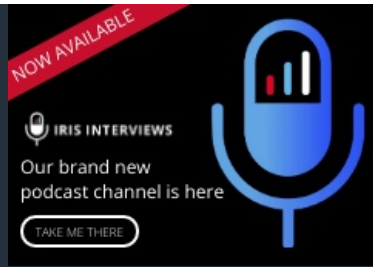 NOW AVAILABLE
IRIS INTERVIEWS
Our brand new
podcast channel is here
TAKE ME THERE